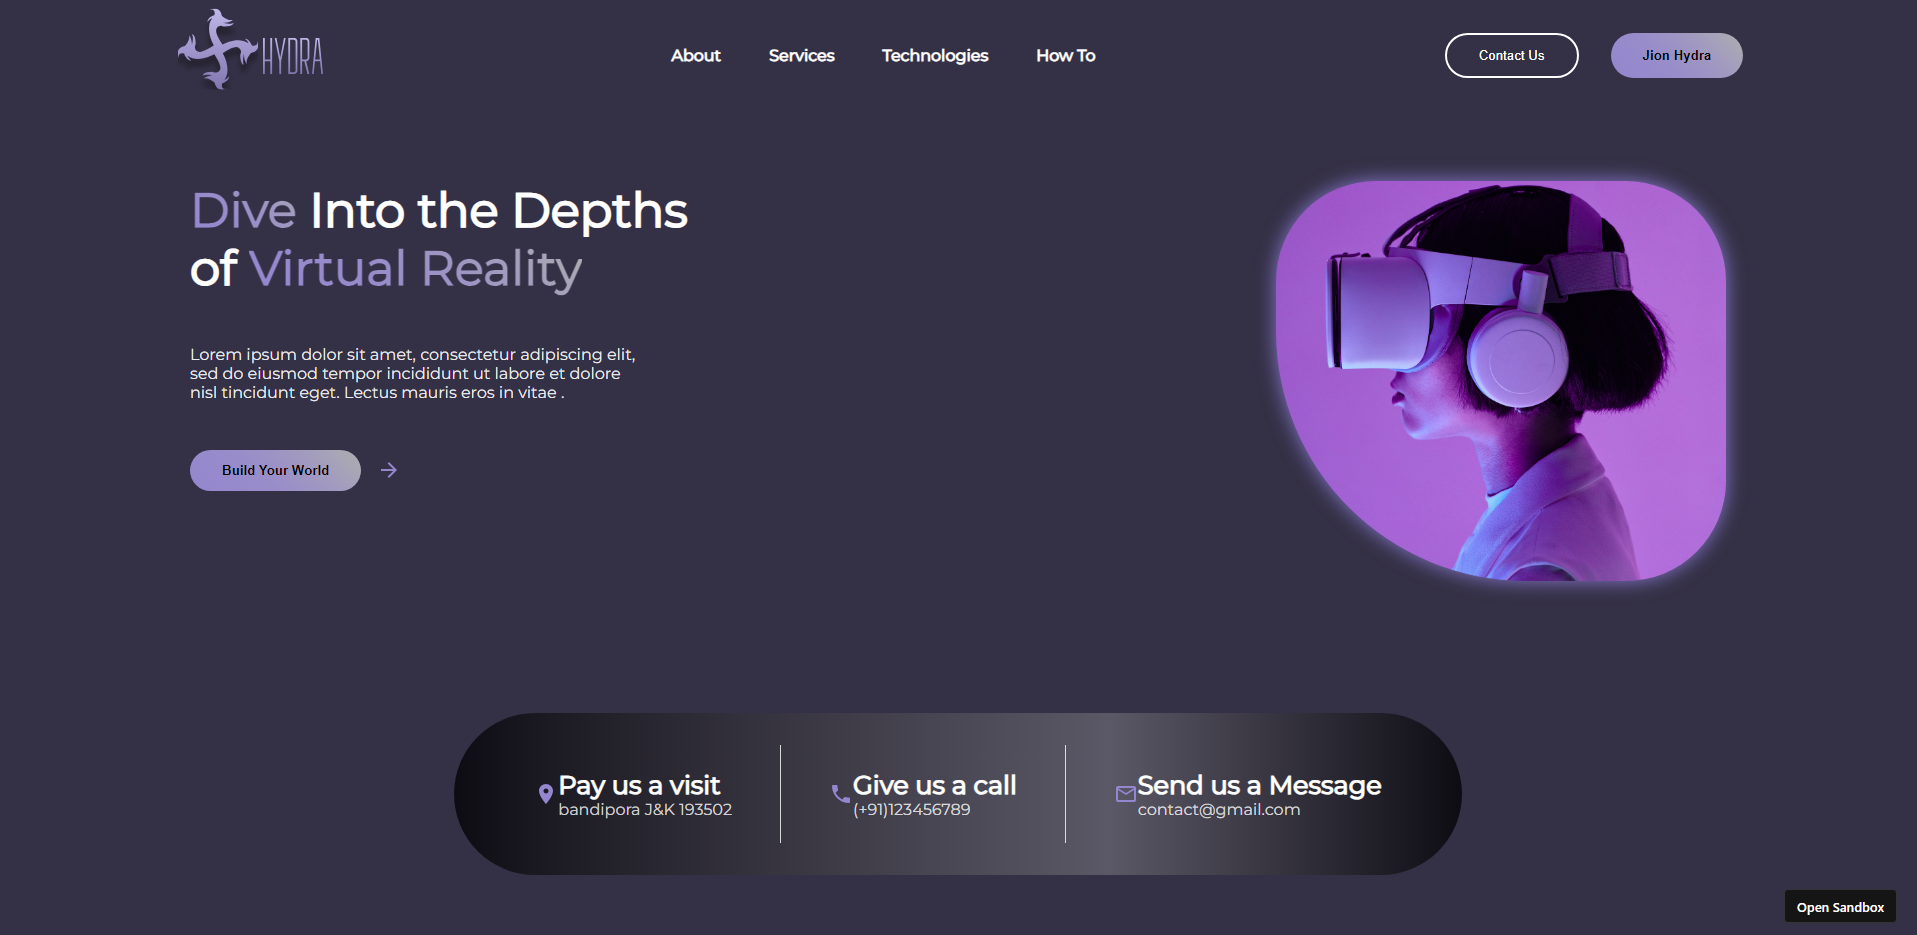 HYDRA
About
Services
Technologies
How To
Contact Us
Jion Hydra
Dive Into the Depths
of Virtual Reality
Lorem ipsum dolor sit amet, consectetur adipiscing elit,
sed do eiusmod tempor incididunt ut labore et dolore
nisl tincidunt eget. Lectus mauris eros in vitae .
Build Your World
Pay us a visit
bandipora J&K 193502
Give us a call
(+91)123456789
Send us a Message
contact@gmail.com
Open Sandbox